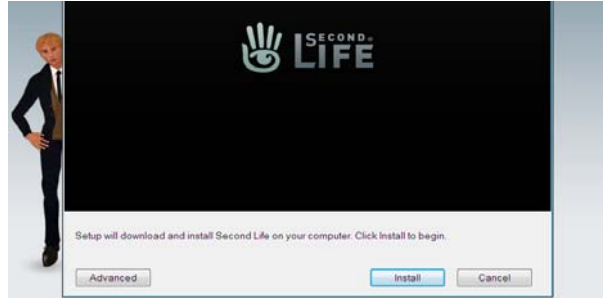 SECOND
LIFE
Setup will download and install Second Life on your computer. Click Install to begin.
Advanced
Install
Cancel